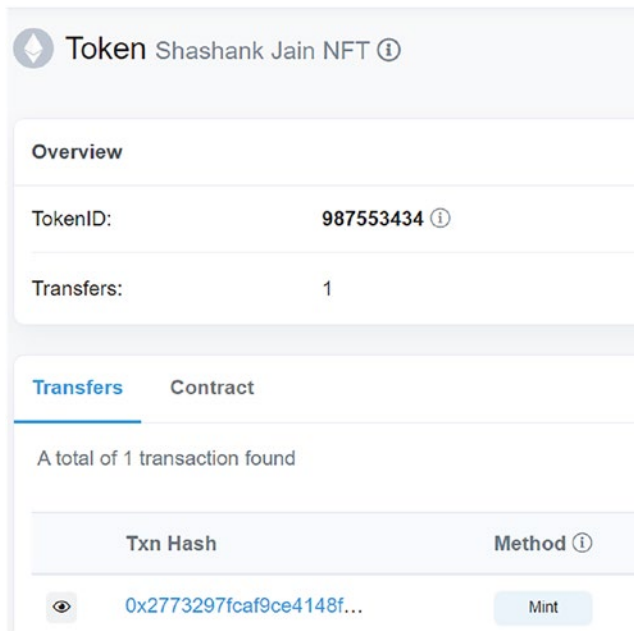 Token Shashank Jain NFT
Overview
TokenID: 987553434
Transfers: 1
Transfers Contract
A total of 1 transaction found
Txn Hash Method
0x2773297fcaf9ce4148f... Mint